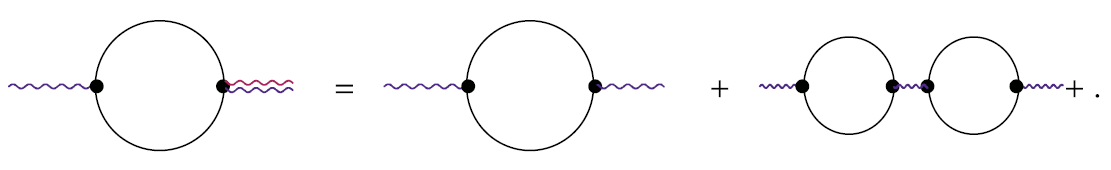 = + + .